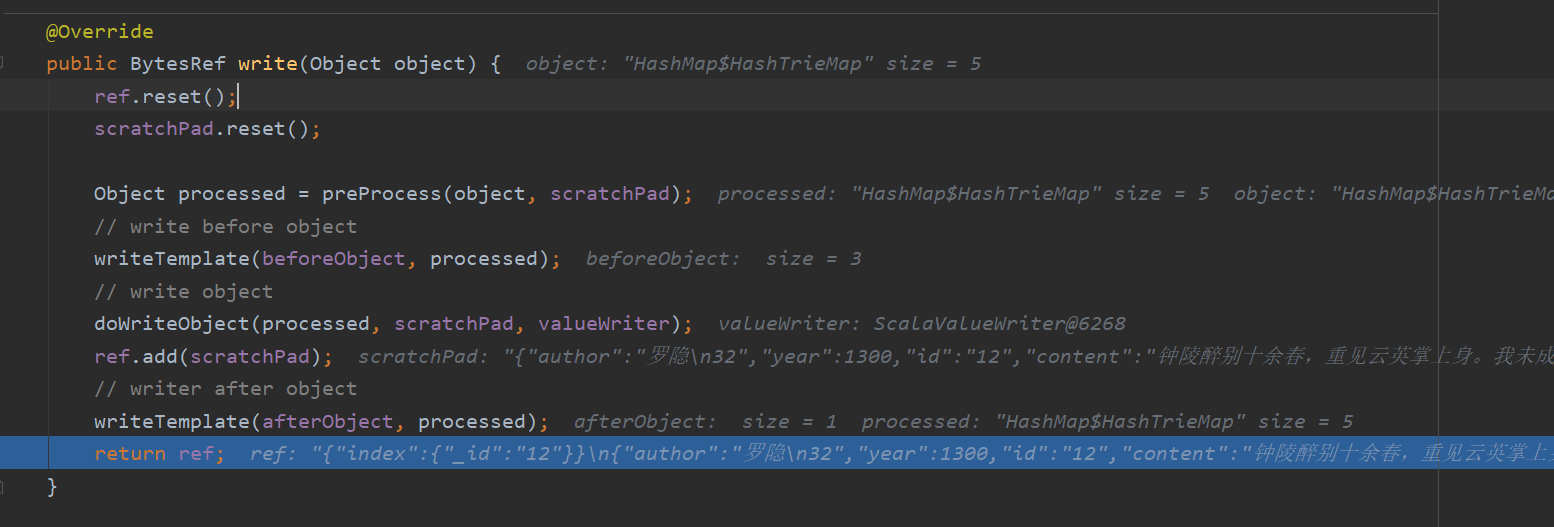 @Override
public BytesRef write(Object object) {  object: "HashMap$HashTrieMap" size = 5
ref.reset();
scratchPad.reset();
Object processed = preProcess(object, scratchPad);  processed: "HashMap$HashTrieMap" size = 5  object: "HashMap$HashTrieMa
// write before object
writeTemplate(beforeObject, processed);  beforeObject:  size = 3
// write object
doWriteObject(processed, scratchPad, valueWriter);  valueWriter: ScalaValueWriter@6268
ref.add(scratchPad);  scratchPad: "{"author":"罗隐\n32","year":1300,"id":"12","content":"钟陵醉别十余春，重见云英掌上身。我未成
// writer after object
writeTemplate(afterObject, processed);  afterObject:  size = 1  processed: "HashMap$HashTrieMap" size = 5
return ref;  ref: "{"index":{"_id":"12"}}\n{"author":"罗隐\n32","year":1300,"id":"12","content":"钟陵醉别十余春，重见云英掌上
}